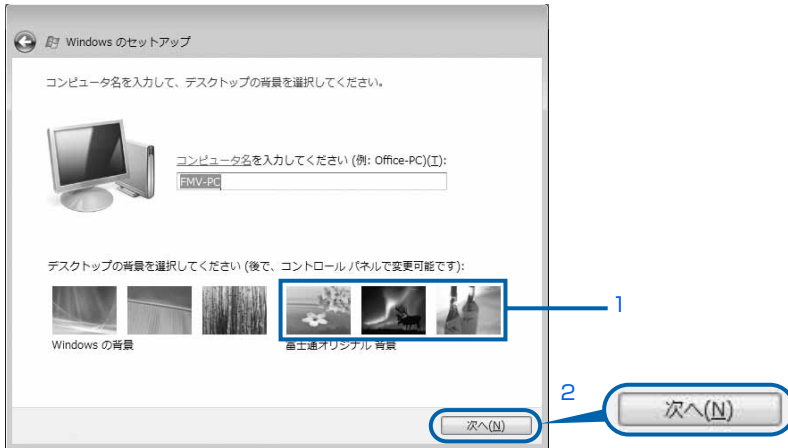 Windows のセットアップ
コンピュータ名を入力して、デスクトップの背景を選択してください。
コンピュータ名を入力してください (例: Office-PC)(T):
FMV-PC
デスクトップの背景を選択してください (後で、コントロール パネルで変更可能です):
Windows の背景
富士通オリジナル 背景
1
次へ(N)
2
次へ(N)